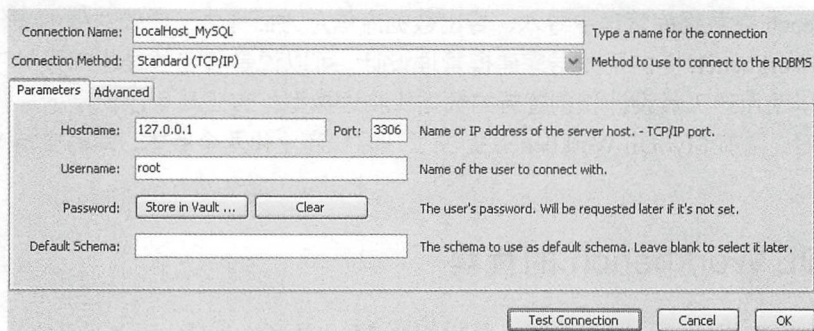 Connection Name: LocalHost_MySQL Type a name for the connection
Connection Method: Standard (TCP/IP) Method to use to connect to the RDBMS
Parameters Advanced
Hostname: 127.0.0.1 Port: 3306 Name or IP address of the server host. - TCP/IP port.
Username: root Name of the user to connect with.
Password: Store in Vault ... Clear The user's password. Will be requested later if it's not set.
Default Schema: The schema to use as default schema. Leave blank to select it later.
Test Connection Cancel OK